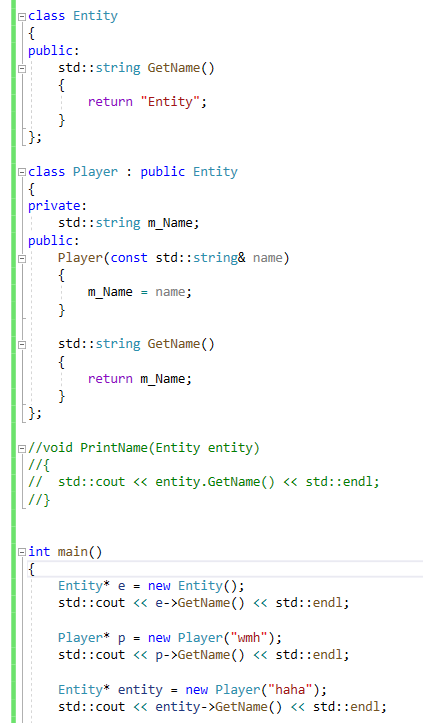 class Entity
{
public:
    std::string GetName()
    {
        return "Entity";
    }
};
class Player : public Entity
{
private:
    std::string m_Name;
public:
    Player(const std::string& name)
    {
        m_Name = name;
    }
    std::string GetName()
    {
        return m_Name;
    }
};
//void PrintName(Entity entity)
//{
//  std::cout << entity.GetName() << std::endl;
//}
int main()
{
    Entity* e = new Entity();
    std::cout << e->GetName() << std::endl;
    Player* p = new Player("wmh");
    std::cout << p->GetName() << std::endl;
    Entity* entity = new Player("haha");
    std::cout << entity->GetName() << std::endl;